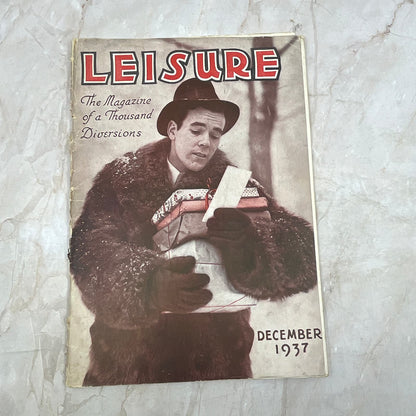 LEISURE
The Magazine
of a Thousand
Diversions
DECEMBER
1937